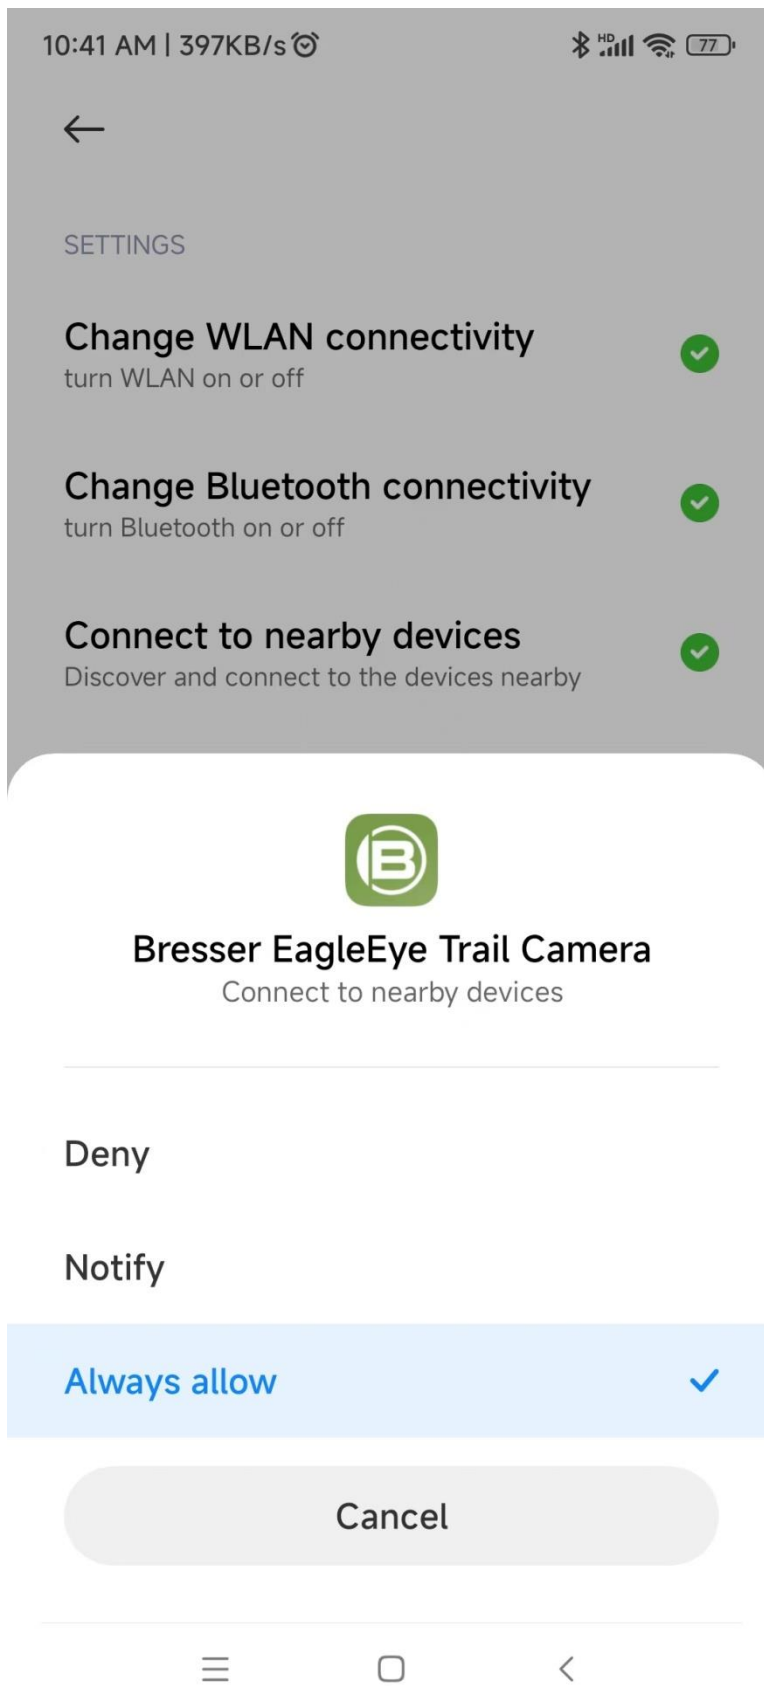 10:41 AM | 397KB/s HD 77
SETTINGS
Change WLAN connectivity
turn WLAN on or off
Change Bluetooth connectivity
turn Bluetooth on or off
Connect to nearby devices
Discover and connect to the devices nearby
B
Bresser EagleEye Trail Camera
Connect to nearby devices
Deny
Notify
Always allow
Cancel